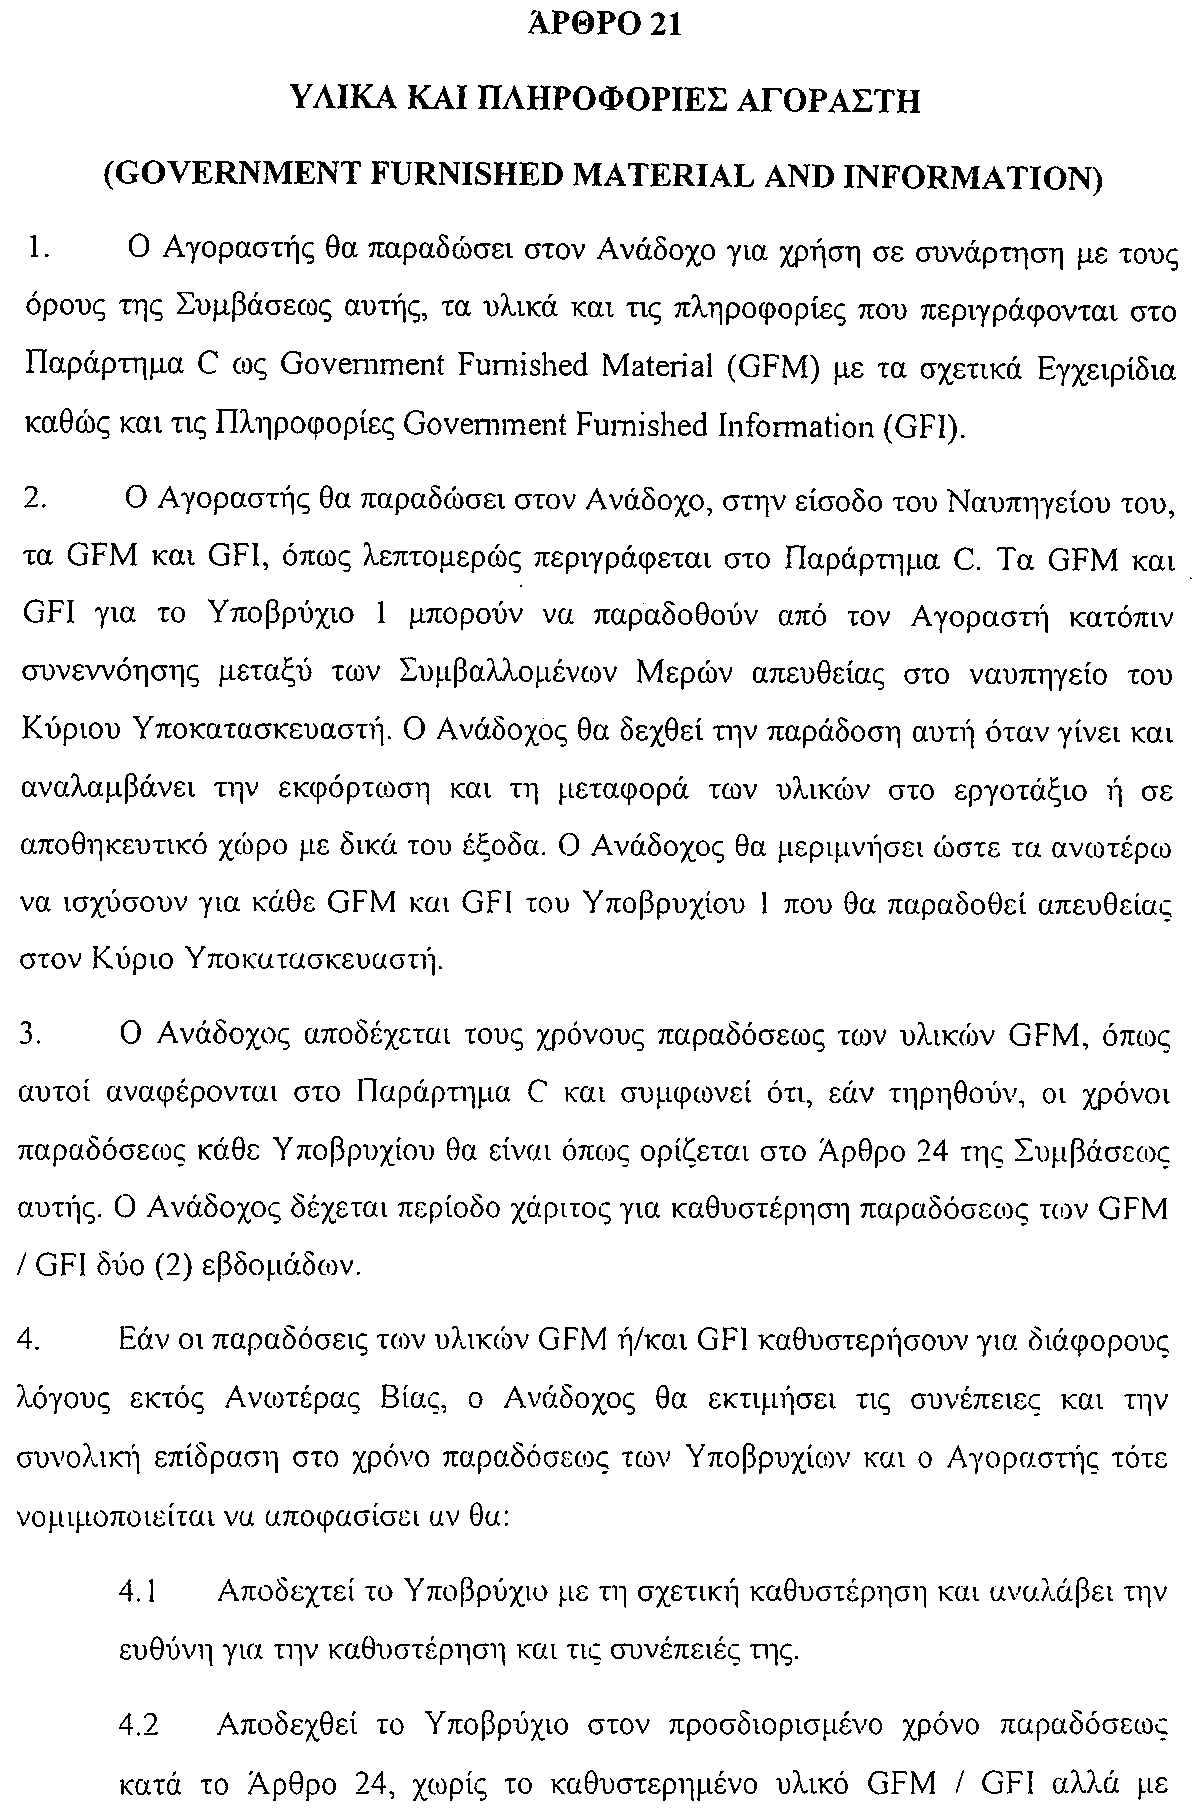 ΆΡΘΡΟ 21
ΥΛΙΚΑ ΚΑΙ ΠΛΗΡΟΦΟΡΙΕΣ ΑΓΟΡΑΣΤΗ
(GOVERNMENT FURNISHED MATERIAL AND INFORMATION)
1. Ο Αγοραστής θα παραδώσει στον Ανάδοχο για χρήση σε συνάρτηση με τους
όρους της Συμβάσεως αυτής, τα υλικά και τις πληροφορίες που περιγράφονται στο
Παράρτημα C ως Government Furnished Material (GFM) με τα σχετικά Εγχειρίδια
καθώς και τις Πληροφορίες Government Furnished Information (GFI).
2. Ο Αγοραστής θα παραδώσει στον Ανάδοχο, στην είσοδο του Ναυπηγείου του,
τα GFM και GFI, όπως λεπτομερώς περιγράφεται στο Παράρτημα C. Τα GFM και
GFI για το Υποβρύχιο 1 μπορούν να παραδοθούν από τον Αγοραστή κατόπιν
συνεννόησης μεταξύ των Συμβαλλομένων Μερών απευθείας στο ναυπηγείο του
Κύριου Υποκατασκευαστή. Ο Ανάδοχος θα δεχθεί την παράδοση αυτή όταν γίνει και
αναλαμβάνει την εκφόρτωση και τη μεταφορά των υλικών στο εργοτάξιο ή σε
αποθηκευτικό χώρο με δικά του έξοδα. Ο Ανάδοχος θα μεριμνήσει ώστε τα ανωτέρω
να ισχύσουν για κάθε GFM και GFI του Υποβρυχίου 1 που θα παραδοθεί απευθείας
στον Κύριο Υποκατασκευαστή.
3. Ο Ανάδοχος αποδέχεται τους χρόνους παραδόσεως των υλικών GFM, όπως
αυτοί αναφέρονται στο Παράρτημα C και συμφωνεί ότι, εάν τηρηθούν, οι χρόνοι
παραδόσεως κάθε Υποβρυχίου θα είναι όπως ορίζεται στο Άρθρο 24 της Συμβάσεως
αυτής. Ο Ανάδοχος δέχεται περίοδο χάριτος για καθυστέρηση παραδόσεως των GFM
/ GFI δύο (2) εβδομάδων.
4. Εάν οι παραδόσεις των υλικών GFM ή/και GFI καθυστερήσουν για διάφορους
λόγους εκτός Ανωτέρας Βίας, ο Ανάδοχος θα εκτιμήσει τις συνέπειες και την
συνολική επίδραση στο χρόνο παραδόσεως των Υποβρυχίων και ο Αγοραστής τότε
νομιμοποιείται να αποφασίσει αν θα:
4.1 Αποδεχτεί το Υποβρύχιο με τη σχετική καθυστέρηση και αναλάβει την
ευθύνη για την καθυστέρηση και τις συνέπειές της.
4.2 Αποδεχθεί το Υποβρύχιο στον προσδιορισμένο χρόνο παραδόσεως
κατά το Άρθρο 24, χωρίς το καθυστερημένο υλικό GFM / GFI αλλά με